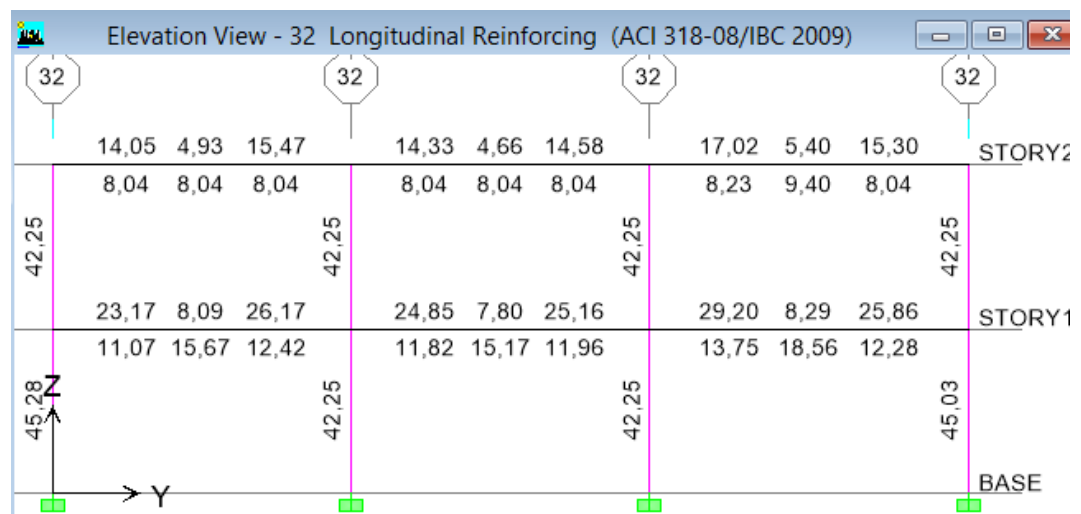 Elevation View - 32 Longitudinal Reinforcing (ACI 318-08/IBC 2009)
32 32 32 32
14,05 4,93 15,47 14,33 4,66 14,58 17,02 5,40 15,30 STORY2
8,04 8,04 8,04 8,04 8,04 8,04 8,23 9,40 8,04
42,25 42,25 42,25 42,25
23,17 8,09 26,17 24,85 7,80 25,16 29,20 8,29 25,86 STORY1
11,07 15,67 12,42 11,82 15,17 11,96 13,75 18,56 12,28
45,28 42,25 42,25 45,03
Z
BASE
Y